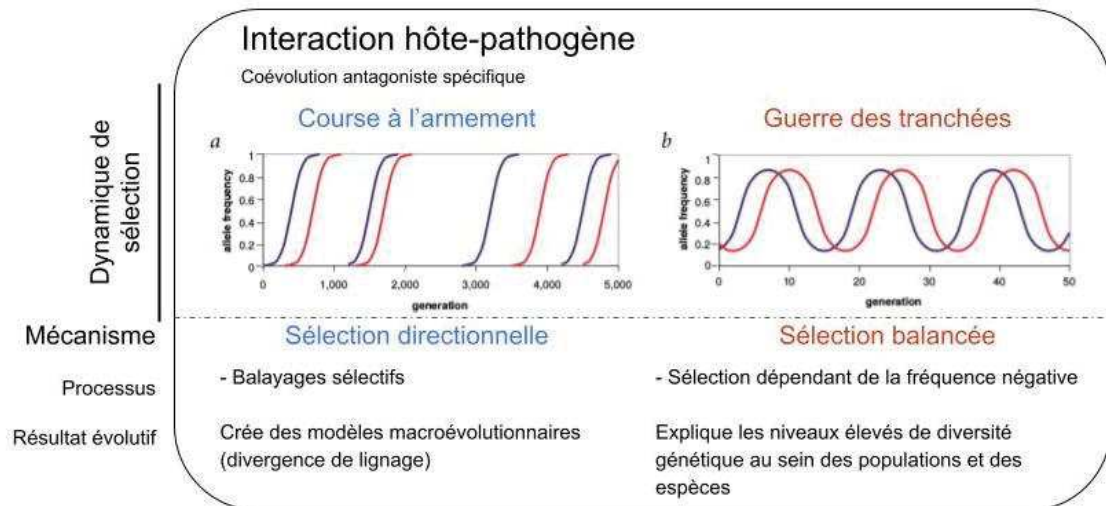 Interaction hôte-pathogène
Coévolution antagoniste spécifique
Dynamique de
sélection
Course à l'armement
a
allele frequency
1
0.8
0.6
0.4
0.2
0
0 1,000 2,000 3,000 4,000 5,000
generation
Guerre des tranchées
b
allele frequency
1
0.8
0.6
0.4
0.2
0
0 10 20 30 40 50
generation
Mécanisme
Sélection directionnelle
Sélection balancée
Processus
- Balayages sélectifs
- Sélection dépendant de la fréquence négative
Résultat évolutif
Crée des modèles macroévolutionnaires
(divergence de lignage)
Explique les niveaux élevés de diversité
génétique au sein des populations et des
espèces